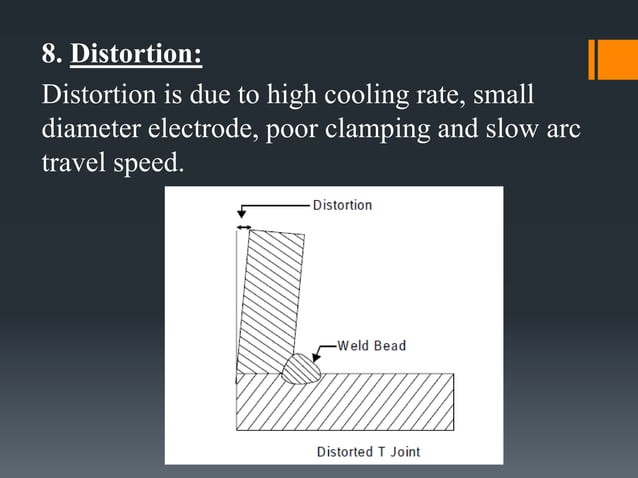 8. Distortion:
Distortion is due to high cooling rate, small
diameter electrode, poor clamping and slow arc
travel speed.
Distortion
Weld Bead
Distorted T Joint